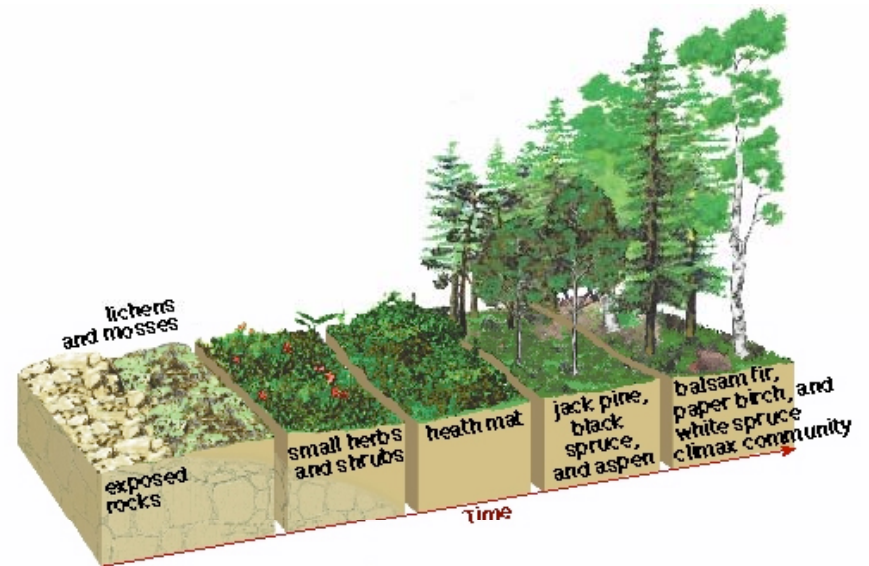 lichens
and mosses
exposed
rocks
small herbs
and shrubs
heath mat
jack pine,
black
spruce,
and aspen
balsam fir,
paper birch, and
white spruce
climax community
Time